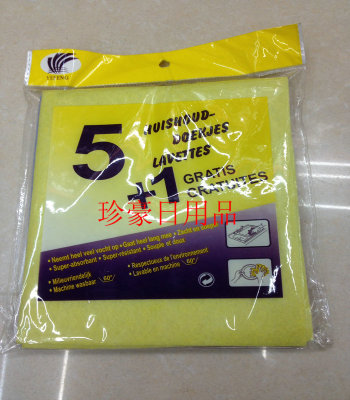 YIFENG
5
HUISHOUD-
DOEKJES
LAVETTES
+1
GRATIS
GRATUITES
珍豪日用品
• Neemt heel veel vocht op • Gaat heel lang mee • Zacht en soepel
• Super-absorbant • Super-résistant • Souple et doux
• Milieuvriendelijk
• Machine wasbaar 60°
• Respectueux de l'environnement
• Lavable en machine 60°